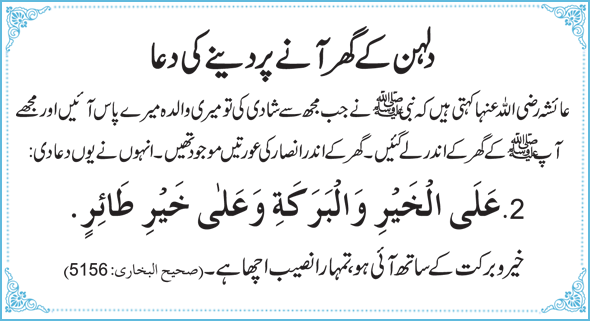 دلہن کے گھر آنے پر دینے کی دعا
عائشہ رضی اللہ عنہا کہتی ہیں کہ نبی ﷺ نے جب مجھ سے شادی کی تو میری والدہ میرے پاس آئیں اور مجھے
آپ ﷺ کے گھر کے اندر لے گئیں۔ گھر کے اندر انصار کی عورتیں موجود تھیں۔ انہوں نے یوں دعا دی:
2. عَلَى الْخَيْرِ وَالْبَرَكَةِ وَعَلٰى خَيْرِ طَائِرٍ.
خیر و برکت کے ساتھ آئی ہو، تمہارا نصیب اچھا ہے۔ (صحیح البخاری: 5156)